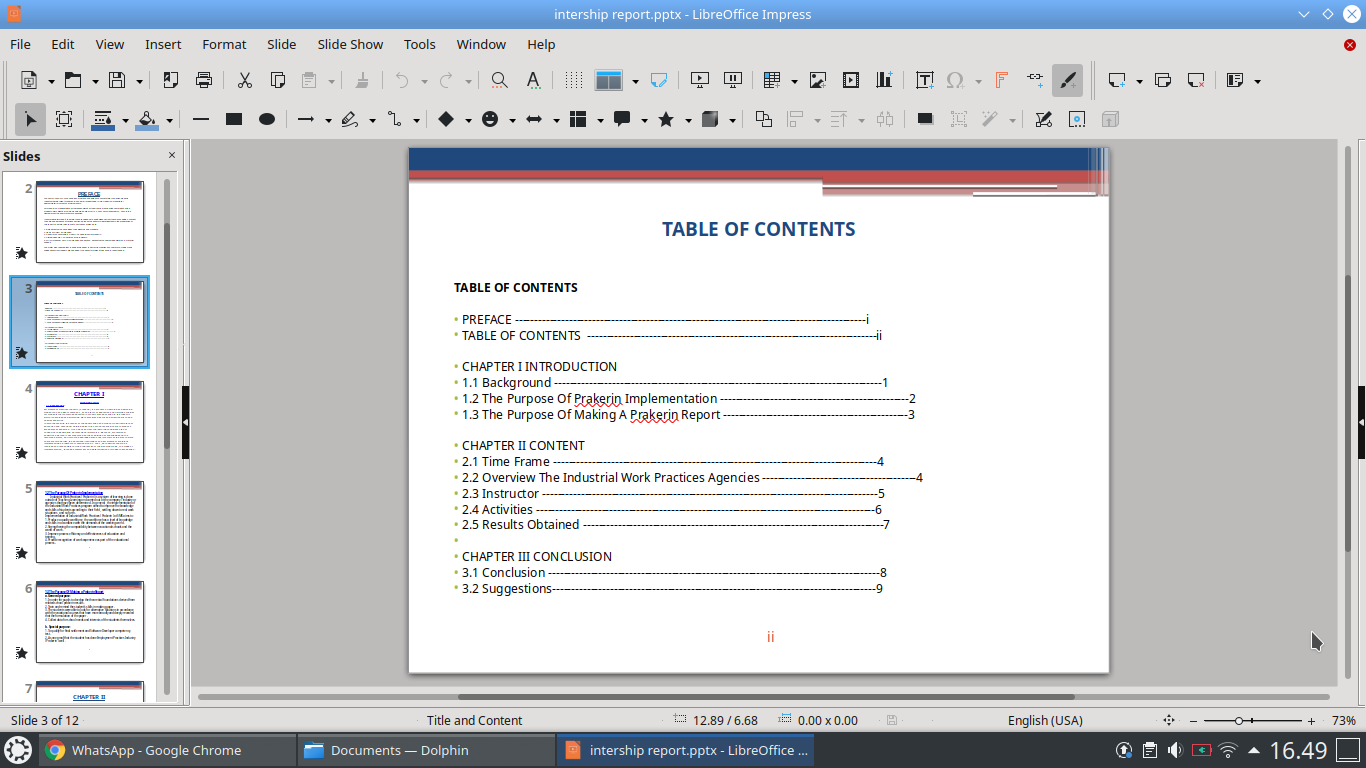 intership report.pptx - LibreOffice Impress
File Edit View Insert Format Slide Slide Show Tools Window Help
Slides
2
PREFACE
3
TABLE OF CONTENTS
4
CHAPTER I
5
6
7
CHAPTER II
TABLE OF CONTENTS
TABLE OF CONTENTS
• PREFACE ----------------------------------------------------------------------------i
• TABLE OF CONTENTS ---------------------------------------------------------------ii
• CHAPTER I INTRODUCTION
• 1.1 Background -----------------------------------------------------------------------1
• 1.2 The Purpose Of Prakerin Implementation -----------------------------------------2
• 1.3 The Purpose Of Making A Prakerin Report ----------------------------------------3
• CHAPTER II CONTENT
• 2.1 Time Frame -----------------------------------------------------------------------4
• 2.2 Overview The Industrial Work Practices Agencies ---------------------------------4
• 2.3 Instructor -------------------------------------------------------------------------5
• 2.4 Activities --------------------------------------------------------------------------6
• 2.5 Results Obtained -----------------------------------------------------------------7
•
• CHAPTER III CONCLUSION
• 3.1 Conclusion ------------------------------------------------------------------------8
• 3.2 Suggestions-----------------------------------------------------------------------9
ii
Slide 3 of 12 Title and Content 12.89 / 6.68 0.00 x 0.00 English (USA) 73%
WhatsApp - Google Chrome Documents — Dolphin intership report.pptx - LibreOffice ... 16.49